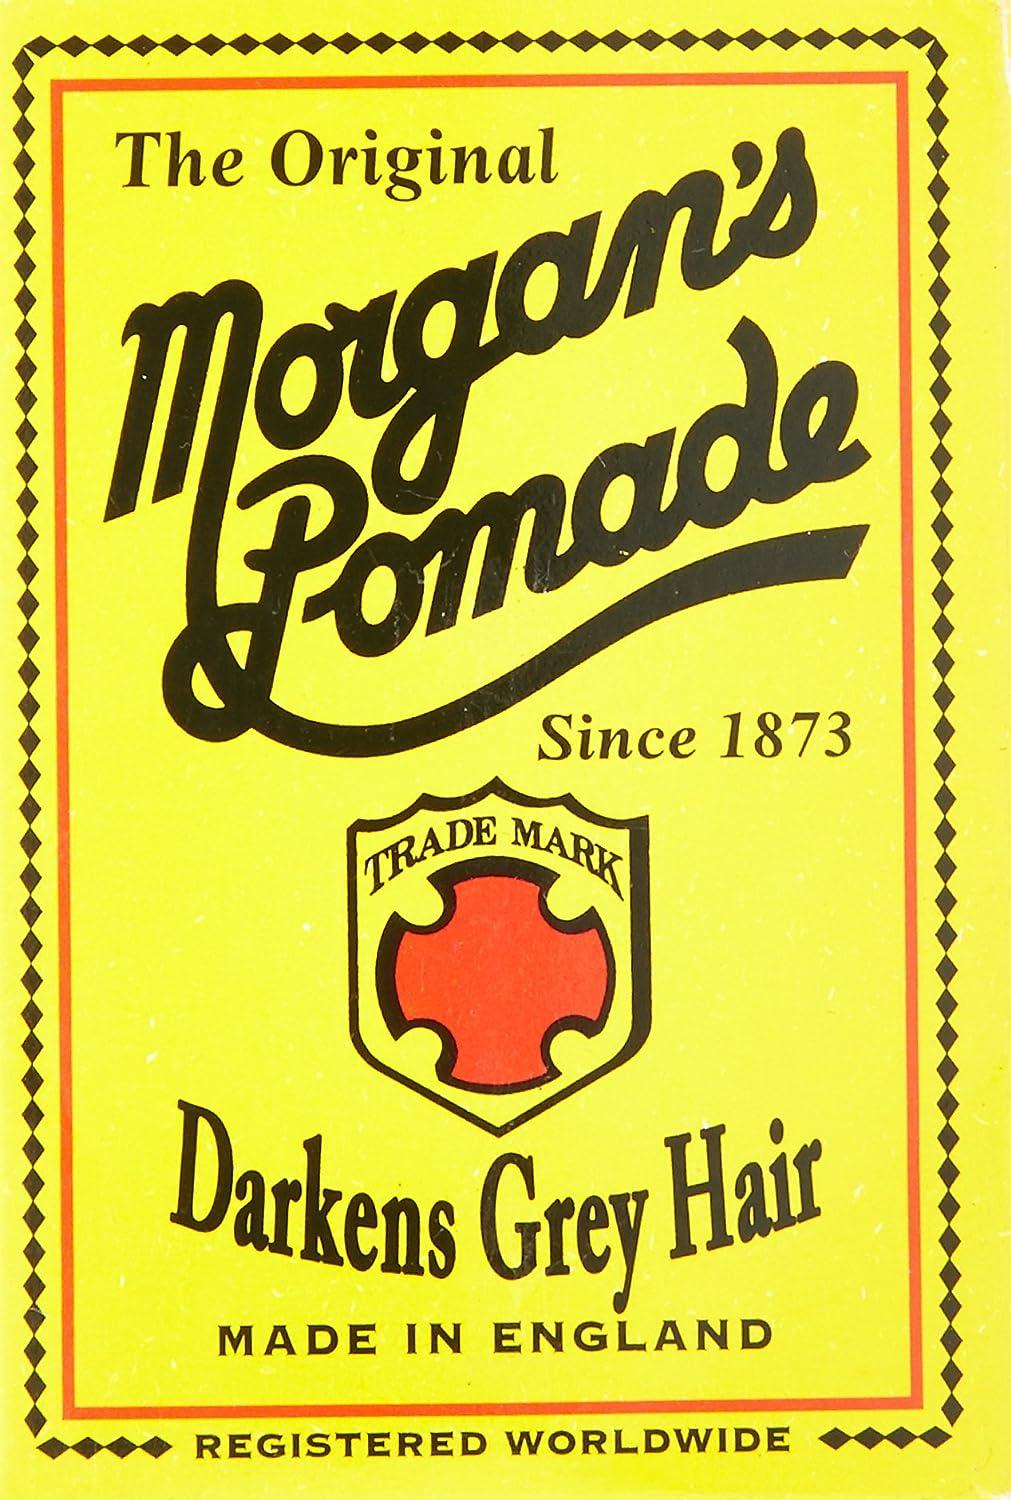 The Original
Morgan's
Pomade
Since 1873
TRADE MARK
Darkens Grey Hair
MADE IN ENGLAND
REGISTERED WORLDWIDE